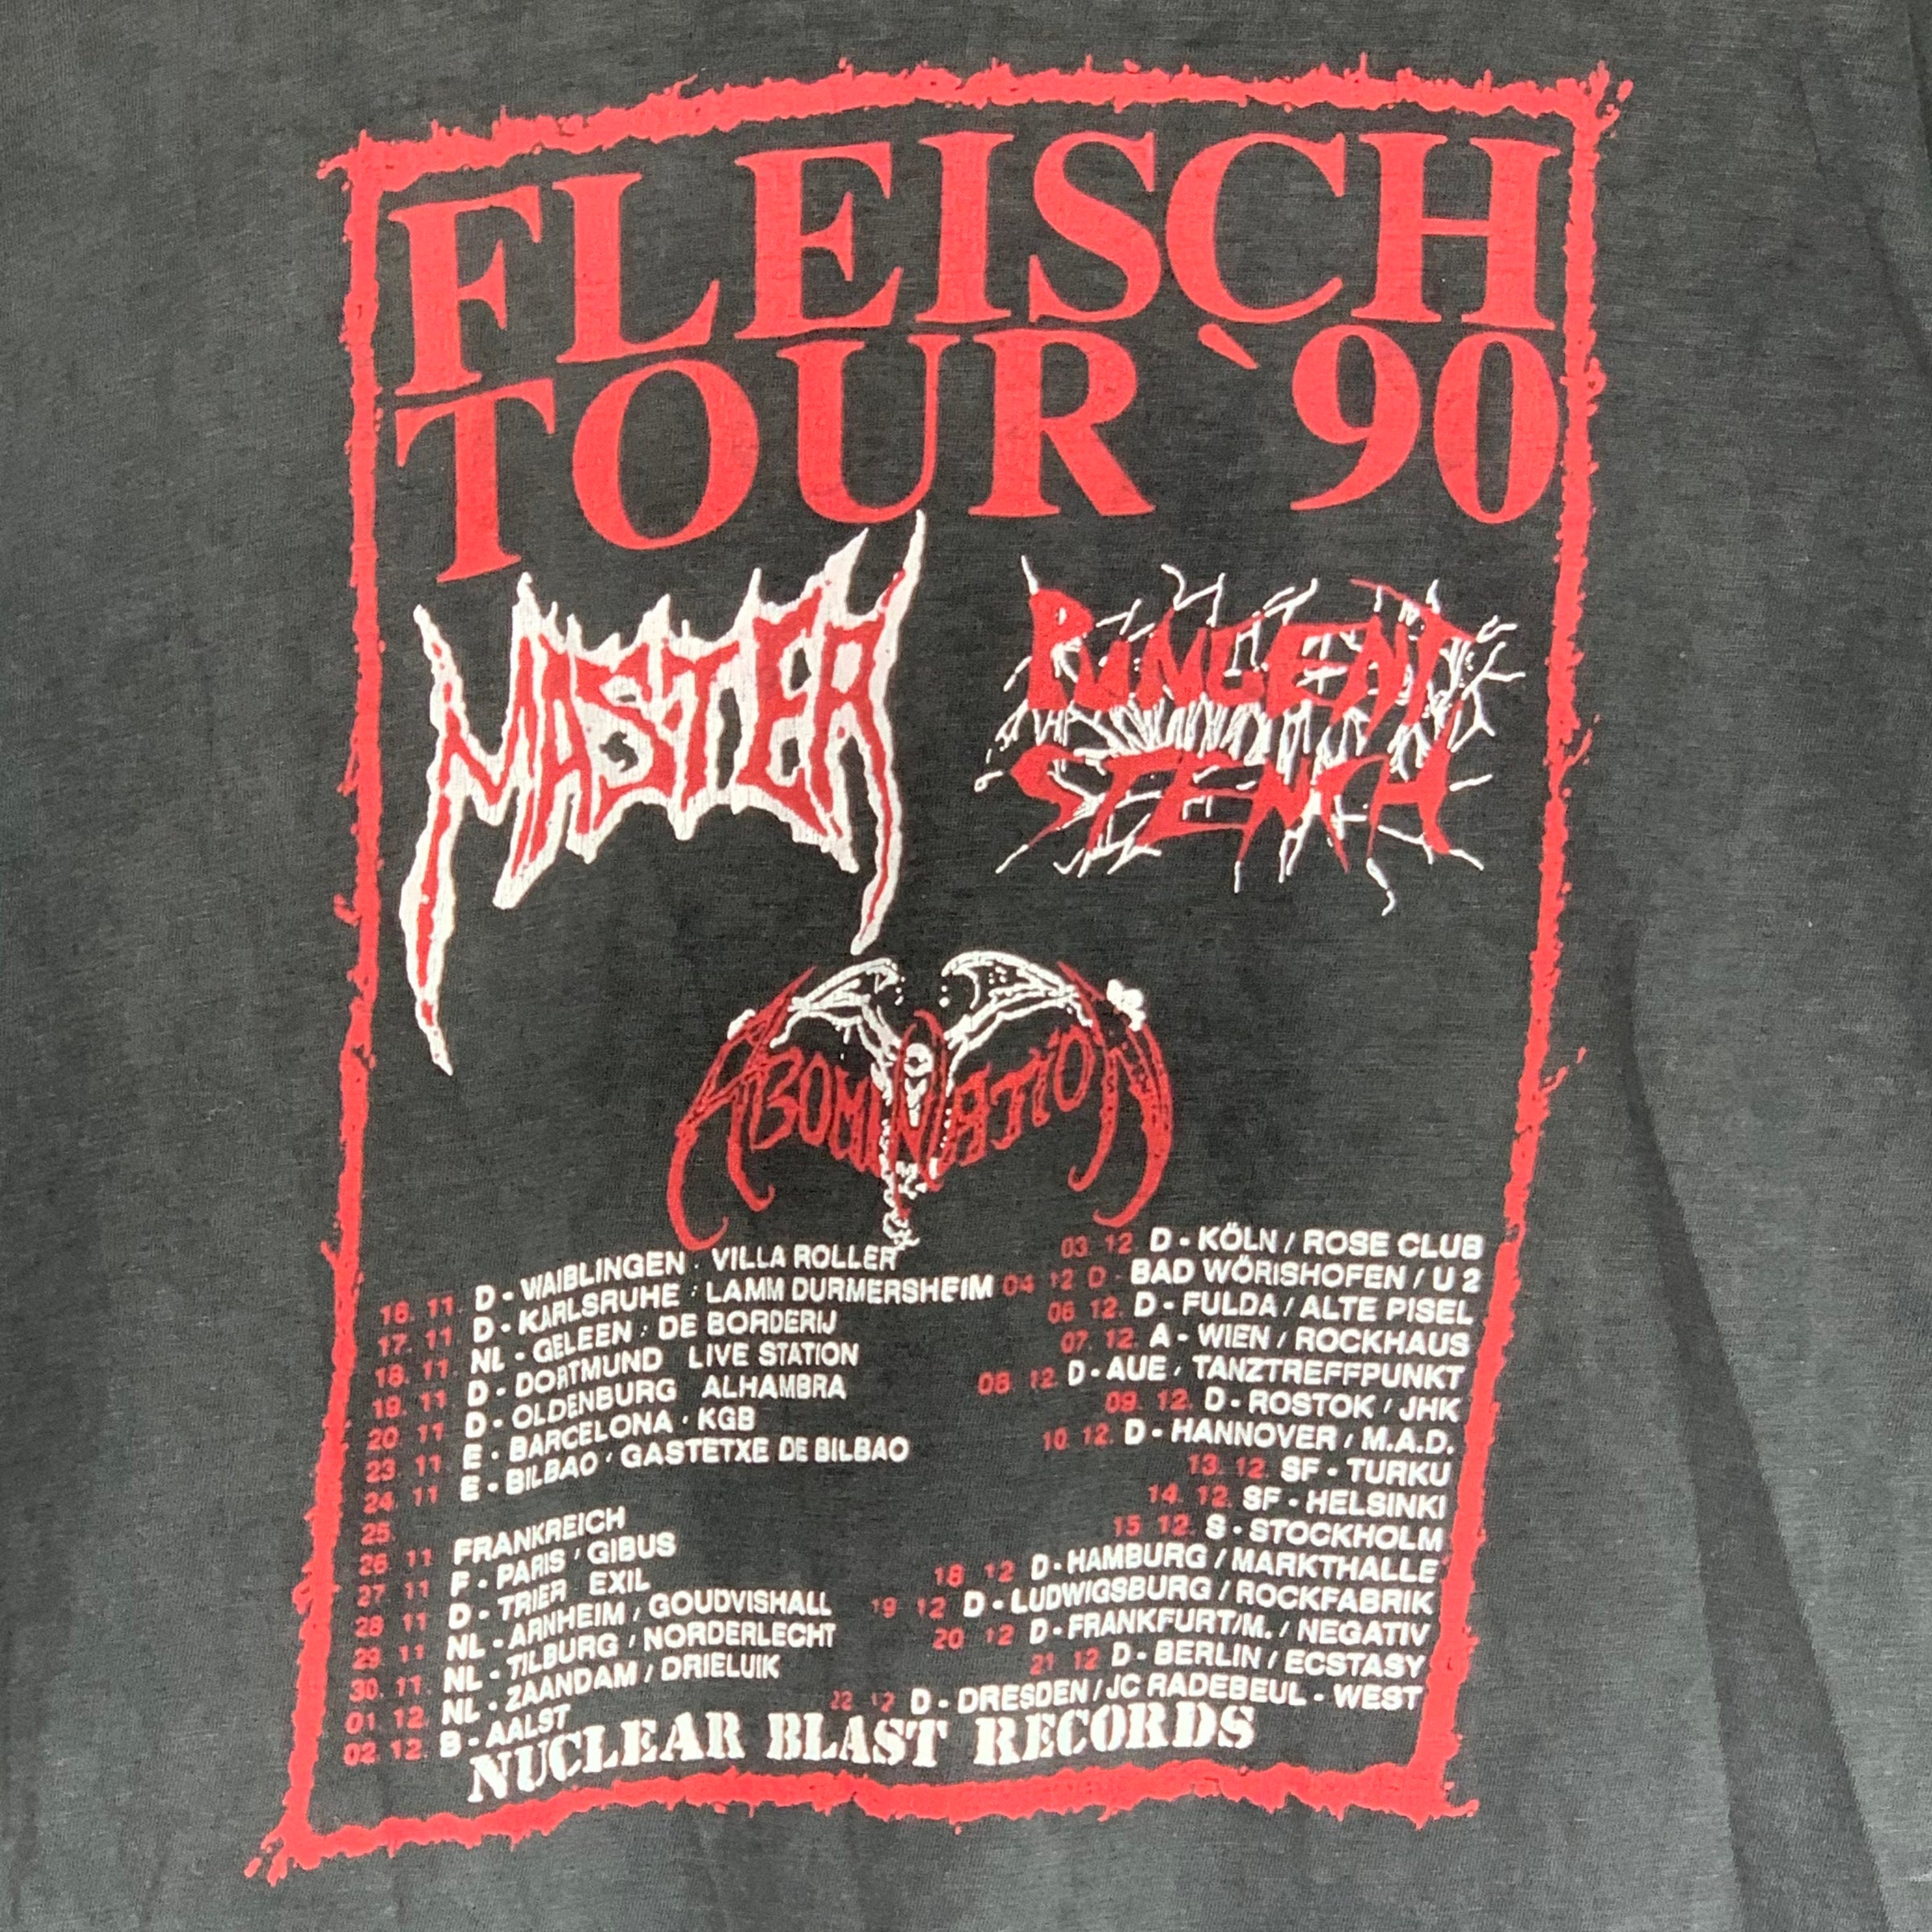 FLEISCH
TOUR `90
MASTER
PUNGENT
STENCH
ABOMINATION
16. 11. D - WAIBLINGEN / VILLA ROLLER
17. 11. D - KARLSRUHE / LAMM DURMERSHEIM
18. 11. NL - GELEEN / DE BORDERIJ
19. 11 D - DORTMUND LIVE STATION
20 11 D - OLDENBURG ALHAMBRA
23. 11 E - BARCELONA / KGB
24. 11 E - BILBAO / GASTETXE DE BILBAO
25.
26 11 FRANKREICH
27 11 F - PARIS / GIBUS
28 11 D - TRIER EXIL
29. 11 NL - ARNHEIM / GOUDVISHALL
30. 11. NL - TILBURG / NORDERLECHT
01. 12. NL - ZAANDAM / DRIELUIK
02. 12. B - AALST
03. 12. D - KÖLN / ROSE CLUB
04 12 D - BAD WÖRISHOFEN / U 2
06 12. D - FULDA / ALTE PISEL
07. 12. A - WIEN / ROCKHAUS
08 12. D - AUE / TANZTREFFPUNKT
09. 12. D - ROSTOK / JHK
10. 12. D - HANNOVER / M.A.D.
13. 12. SF - TURKU
14. 12. SF - HELSINKI
15 12. S - STOCKHOLM
18 12 D - HAMBURG / MARKTHALLE
19 12 D - LUDWIGSBURG / ROCKFABRIK
20 12 D - FRANKFURT/M. / NEGATIV
21 12 D - BERLIN / ECSTASY
22 12 D - DRESDEN / JC RADEBEUL - WEST
NUCLEAR BLAST RECORDS